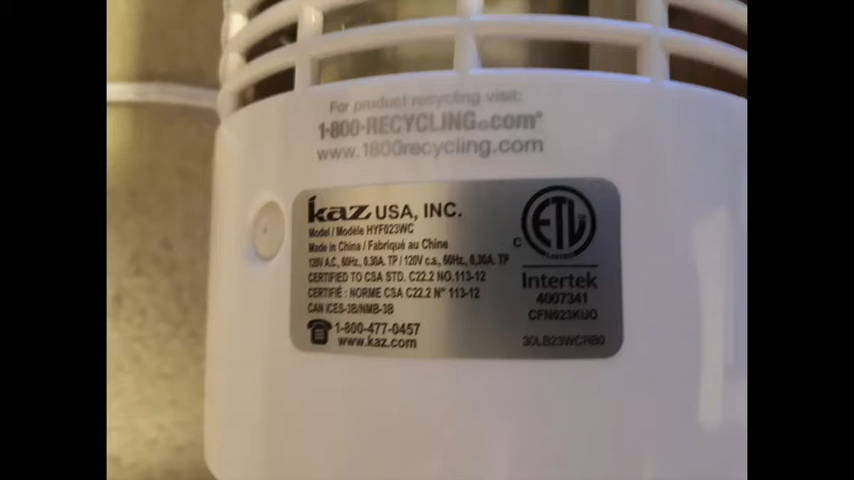 For product recycling visit:
1-800-RECYCLING.com®
www.1800recycling.com
Kaz USA, INC.
Model / Modèle HYF023WC
Made in China / Fabriqué au Chine
120V A.C., 60Hz., 0.30A. TP / 120V c.a., 60Hz., 0,30A. TP
CERTIFIED TO CSA STD. C22.2 NO.113-12
CERTIFIÉ : NORME CSA C22.2 N° 113-12
CAN ICES-3B/NMB-3B
1-800-477-0457
www.kaz.com
C ETL
Intertek
4007341
CFN023KUO